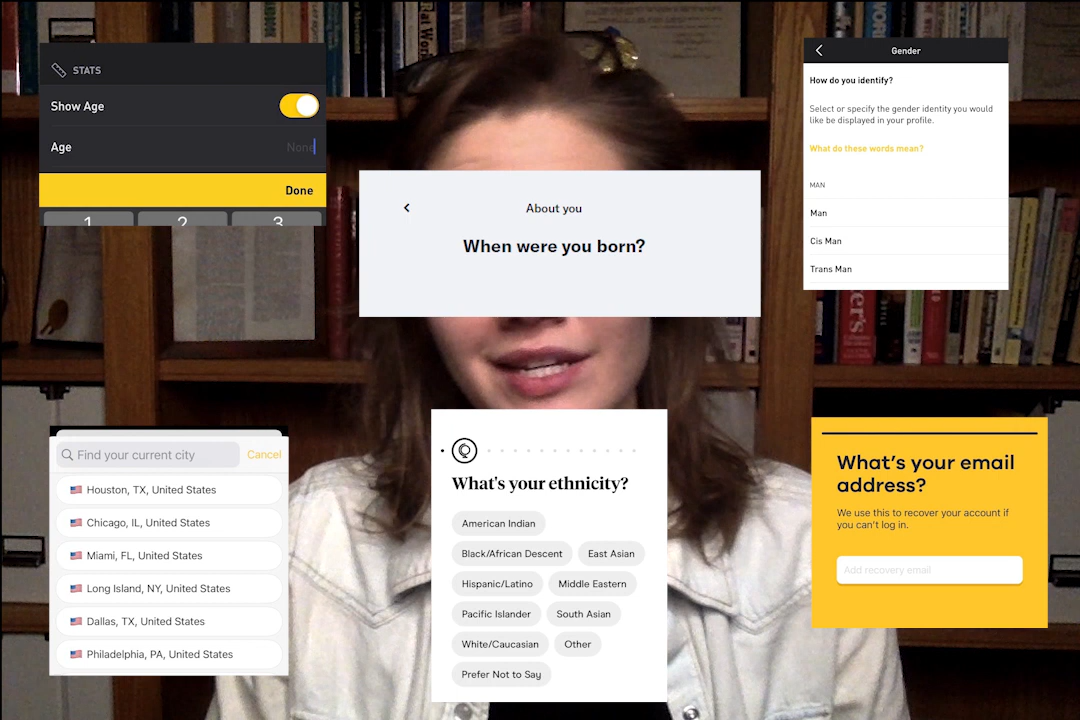 STATS
Show Age
Age None
Done
1 2 3
About you
When were you born?
Gender
How do you identify?
Select or specify the gender identity you would
like be displayed in your profile.
What do these words mean?
MAN
Man
Cis Man
Trans Man
Find your current city Cancel
Houston, TX, United States
Chicago, IL, United States
Miami, FL, United States
Long Island, NY, United States
Dallas, TX, United States
Philadelphia, PA, United States
What's your ethnicity?
American Indian
Black/African Descent East Asian
Hispanic/Latino Middle Eastern
Pacific Islander South Asian
White/Caucasian Other
Prefer Not to Say
What's your email
address?
We use this to recover your account if
you can't log in.
Add recovery email